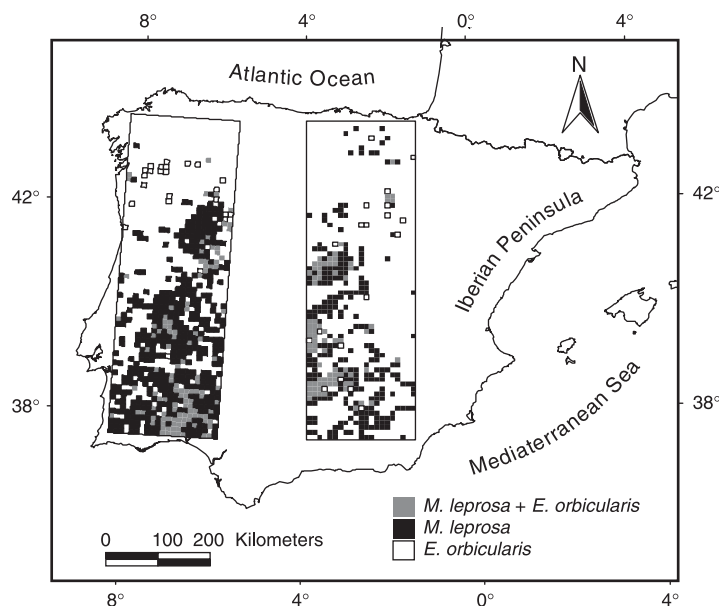 8° 4° 0° 4°
Atlantic Ocean
N
42° 42°
Iberian Peninsula
38° 38°
Mediaterranean Sea
M. leprosa + E. orbicularis
M. leprosa
E. orbicularis
0 100 200 Kilometers
8° 4° 0° 4°